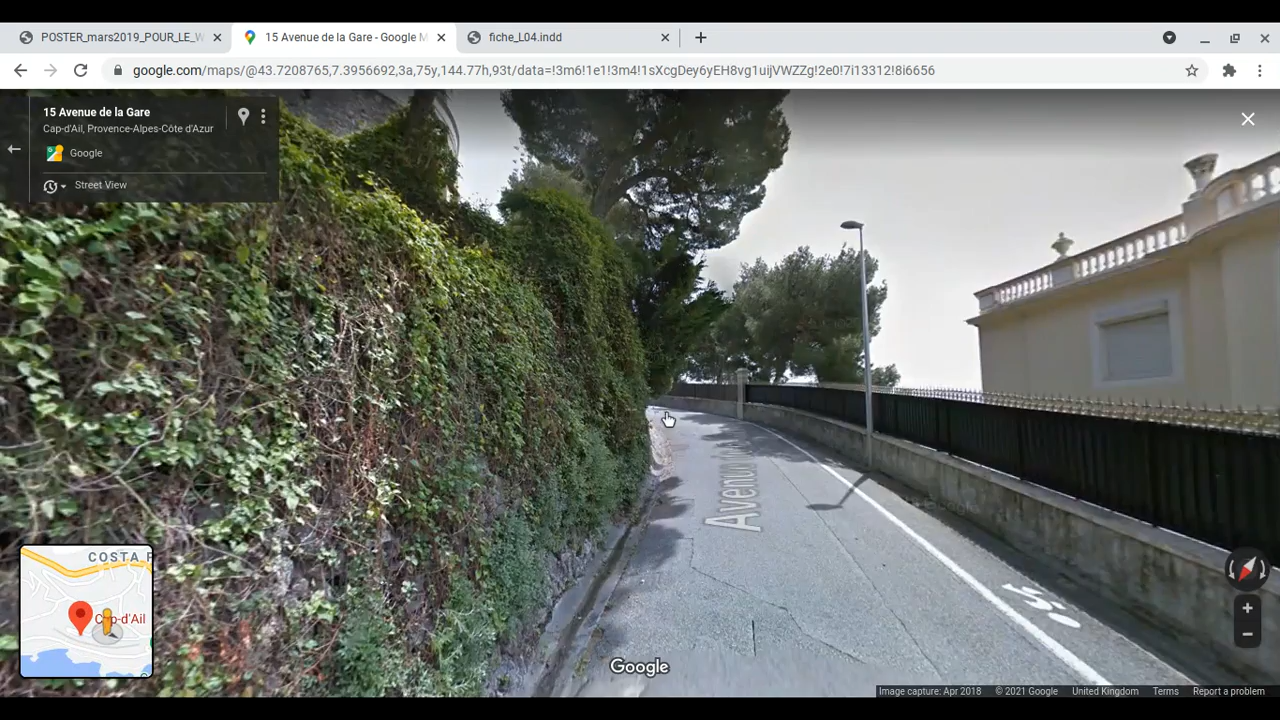 POSTER_mars2019_POUR_LE_W
15 Avenue de la Gare - Google M
fiche_L04.indd
google.com/maps/@43.7208765,7.3956692,3a,75y,144.77h,93t/data=!3m6!1e1!3m4!1sXcgDey6yEH8vg1uijVWZZg!2e0!7i13312!8i6656
15 Avenue de la Gare
Cap-d'Ail, Provence-Alpes-Côte d'Azur
Google
Street View
Avenue
COSTA
Cap-d'Ail
Google
Image capture: Apr 2018 © 2021 Google United Kingdom Terms Report a problem